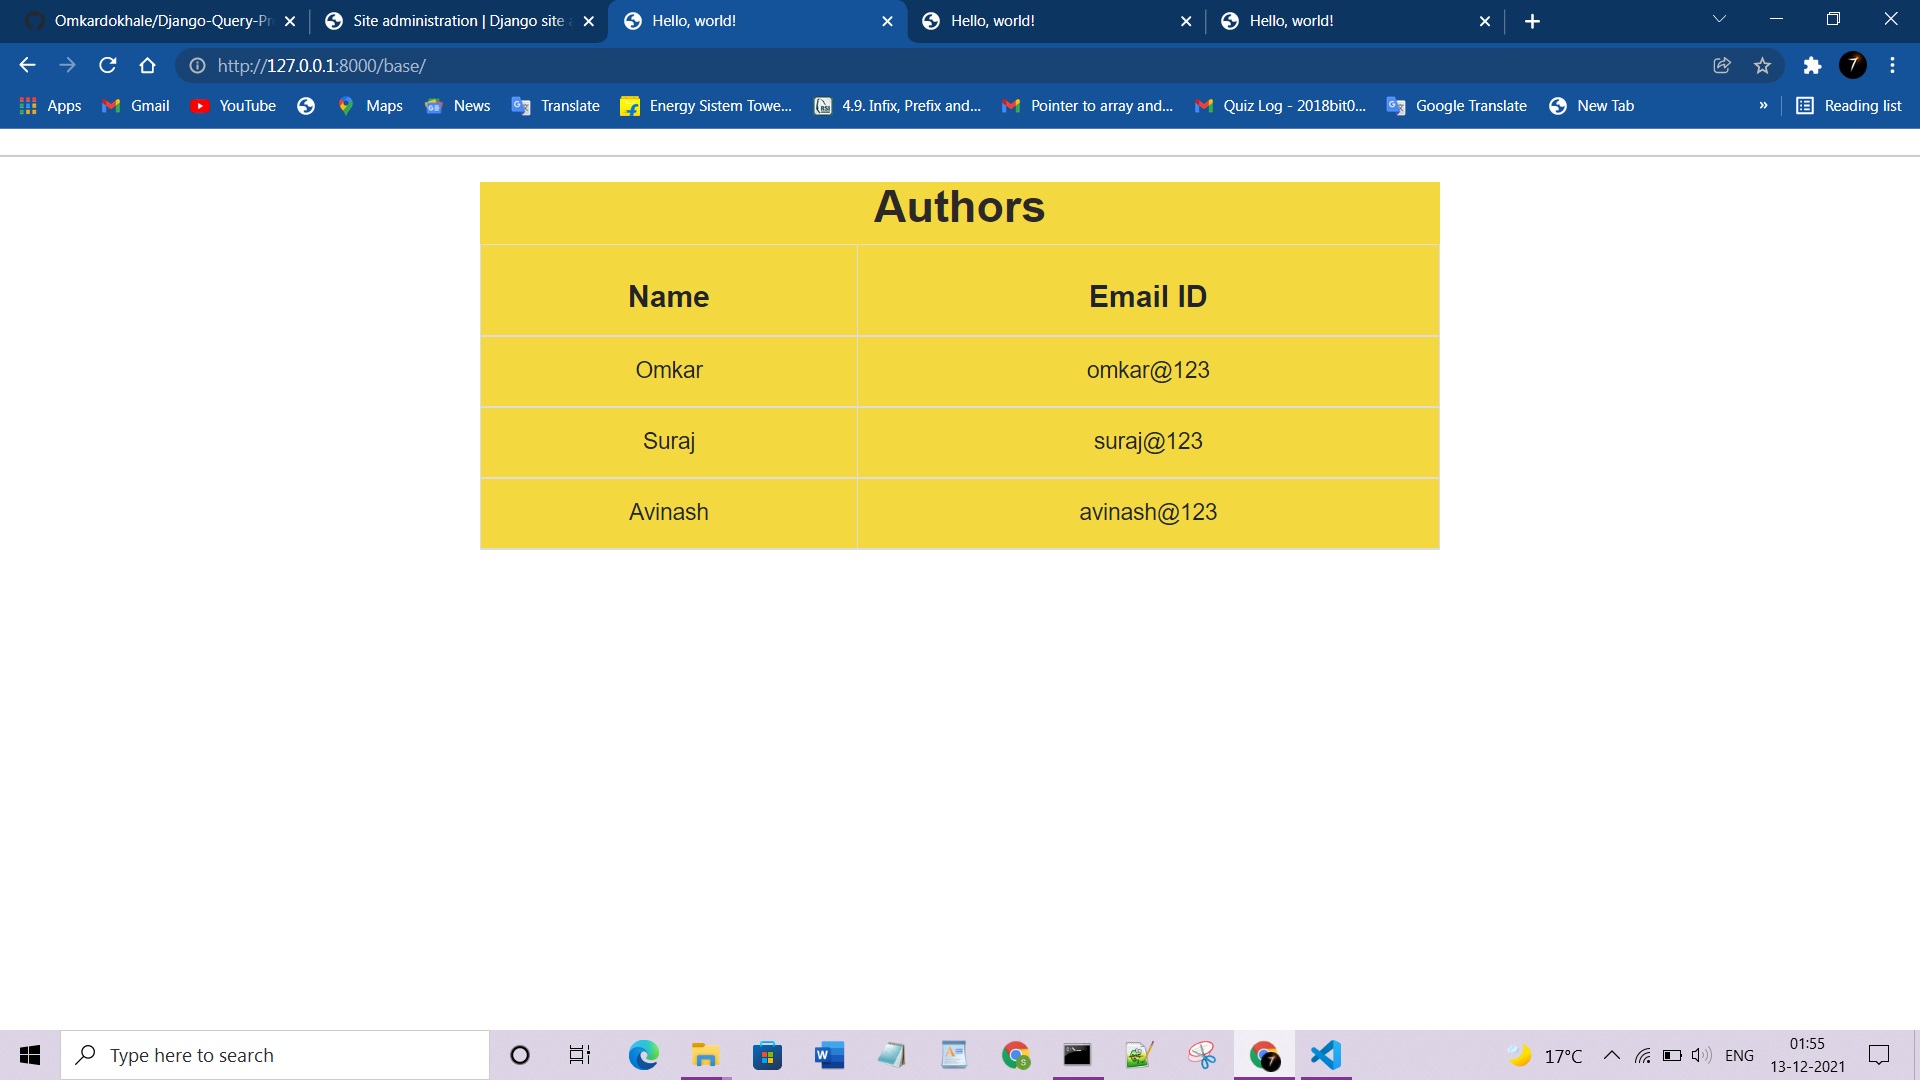 Omkardokhale/Django-Query-Pr
Site administration | Django site a
Hello, world!
Hello, world!
Hello, world!
http://127.0.0.1:8000/base/
7
Apps
Gmail
YouTube
Maps
News
Translate
Energy Sistem Towe...
4.9. Infix, Prefix and...
Pointer to array and...
Quiz Log - 2018bit0...
Google Translate
New Tab
»
Reading list
Authors
Name Email ID
Omkar omkar@123
Suraj suraj@123
Avinash avinash@123
Type here to search
17°C
ENG
01:55
13-12-2021